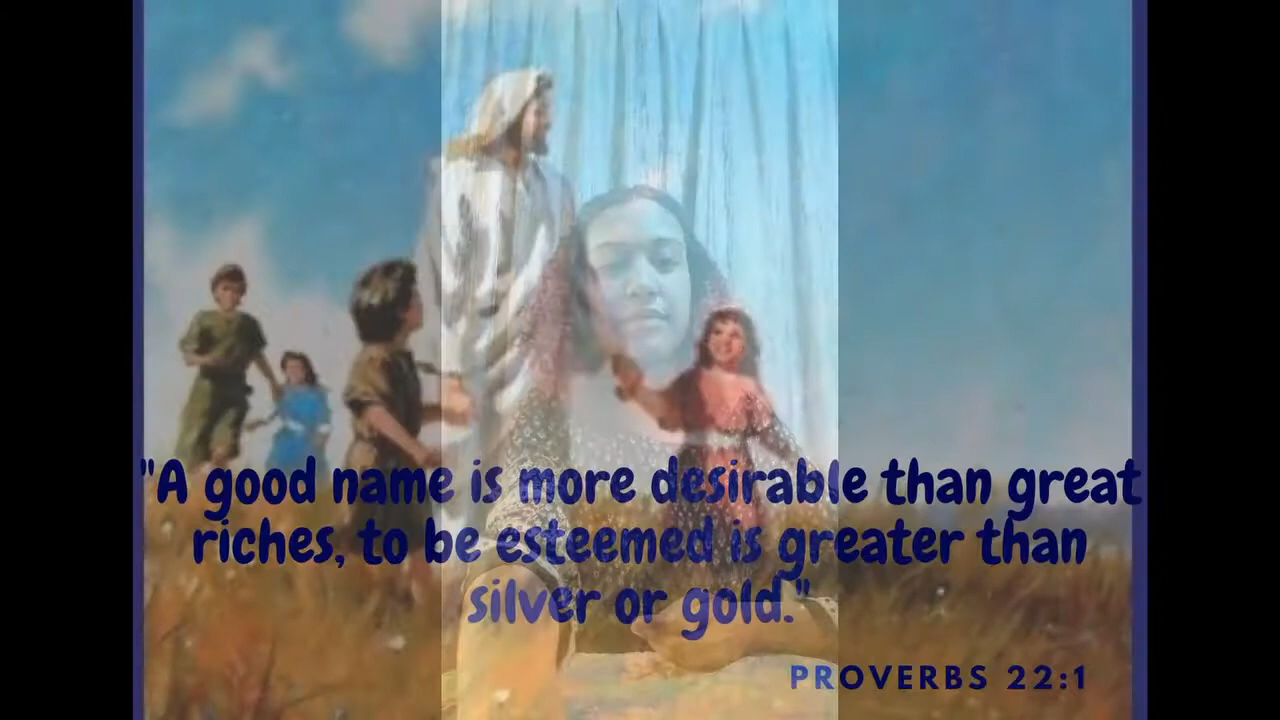 "A good name is more desirable than great
riches, to be esteemed is greater than
silver or gold."
PROVERBS 22:1